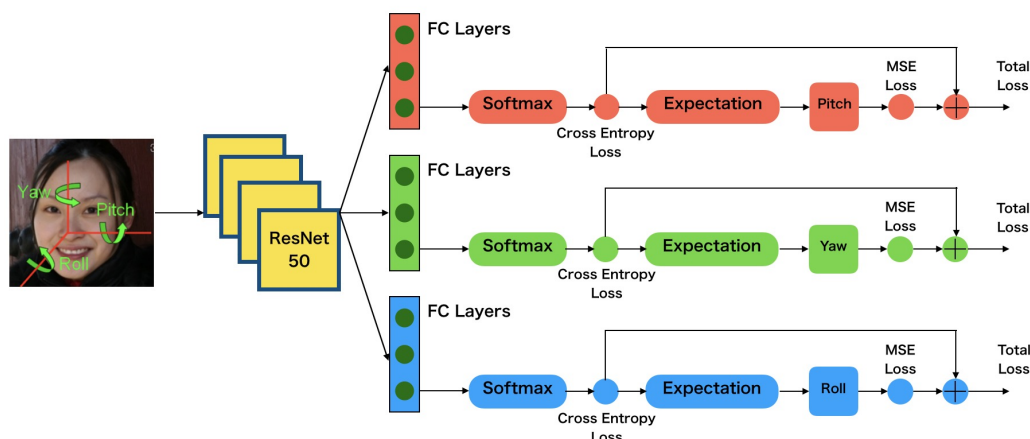 FC Layers
MSE
Loss
Total
Loss
Softmax
Expectation
Pitch
Cross Entropy
Loss
Yaw
Pitch
Roll
ResNet
50
FC Layers
MSE
Loss
Total
Loss
Softmax
Expectation
Yaw
Cross Entropy
Loss
FC Layers
MSE
Loss
Total
Loss
Softmax
Expectation
Roll
Cross Entropy
Loss